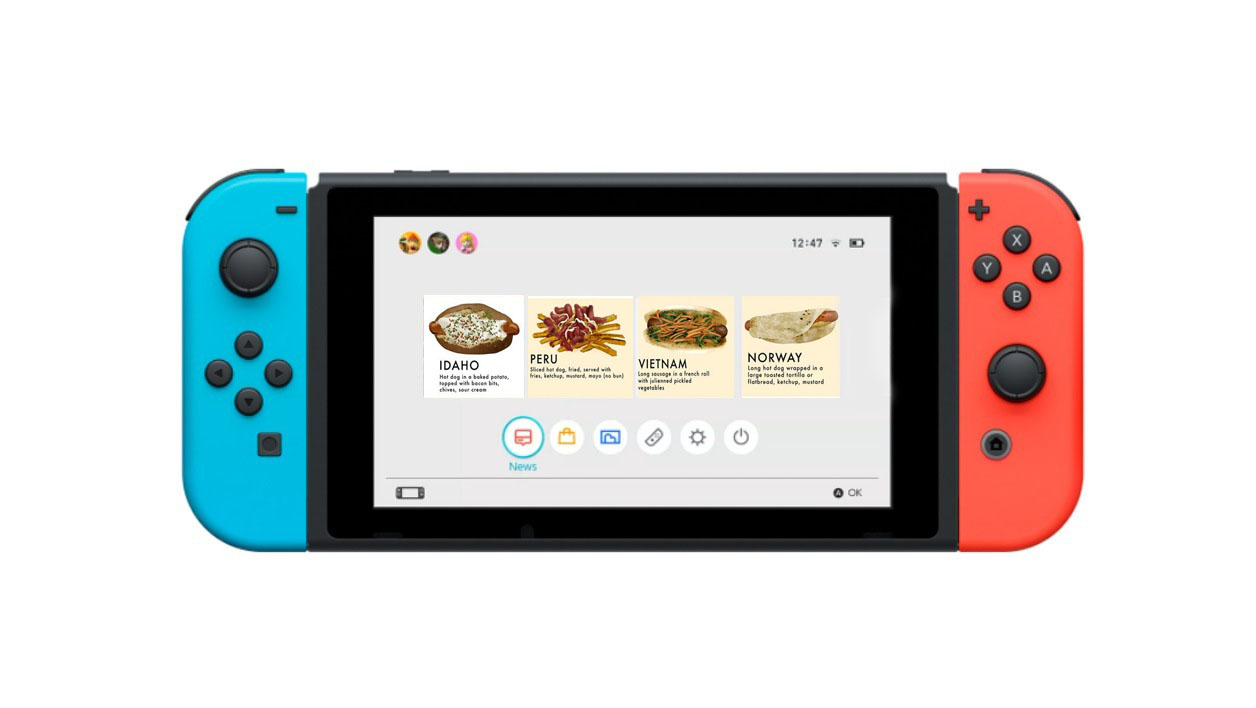 12:47
IDAHO
Hot dog in a baked potato,
topped with bacon bits,
chives, sour cream
PERU
Sliced hot dog, fried, served with
fries, ketchup, mustard, mayo (no bun)
VIETNAM
Long sausage in a french roll
with julienned pickled
vegetables
NORWAY
Long hot dog wrapped in a
large toasted tortilla or
flatbread, ketchup, mustard
News
A OK
X
Y
A
B